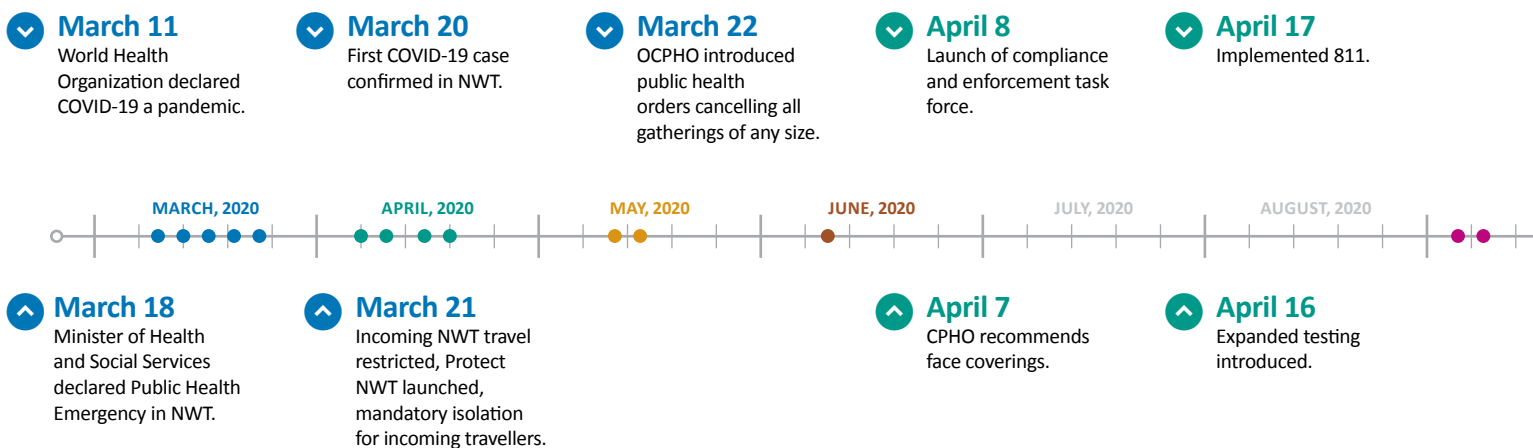 March 11
World Health
Organization declared
COVID-19 a pandemic.
March 20
First COVID-19 case
confirmed in NWT.
March 22
OCPHO introduced
public health
orders cancelling all
gatherings of any size.
April 8
Launch of compliance
and enforcement task
force.
April 17
Implemented 811.
MARCH, 2020
APRIL, 2020
MAY, 2020
JUNE, 2020
JULY, 2020
AUGUST, 2020
March 18
Minister of Health
and Social Services
declared Public Health
Emergency in NWT.
March 21
Incoming NWT travel
restricted, Protect
NWT launched,
mandatory isolation
for incoming travellers.
April 7
CPHO recommends
face coverings.
April 16
Expanded testing
introduced.